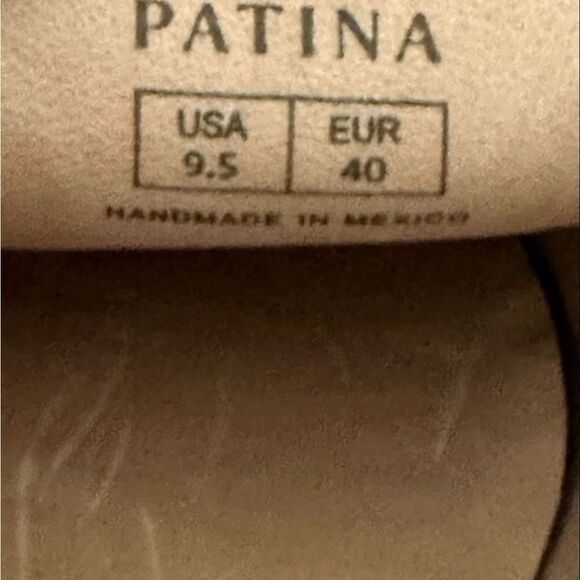 PATINA
USA EUR
9.5 40
HANDMADE IN MEXICO